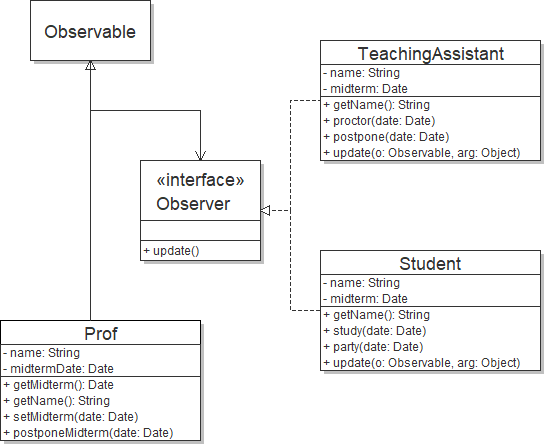 Observable
TeachingAssistant
- name: String
- midterm: Date
+ getName(): String
+ proctor(date: Date)
+ postpone(date: Date)
+ update(o: Observable, arg: Object)
«interface»
Observer
+ update()
Student
- name: String
- midterm: Date
+ getName(): String
+ study(date: Date)
+ party(date: Date)
+ update(o: Observable, arg: Object)
Prof
- name: String
- midtermDate: Date
+ getMidterm(): Date
+ getName(): String
+ setMidterm(date: Date)
+ postponeMidterm(date: Date)